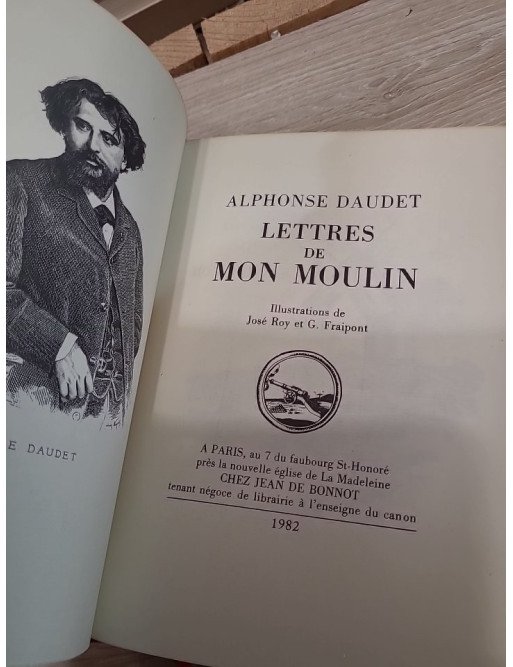 E DAUDET
ALPHONSE DAUDET
LETTRES
DE
MON MOULIN
Illustrations de
José Roy et G. Fraipont
A PARIS, au 7 du faubourg St-Honoré
près la nouvelle église de La Madeleine
CHEZ JEAN DE BONNOT
tenant négoce de librairie à l'enseigne du canon
1982